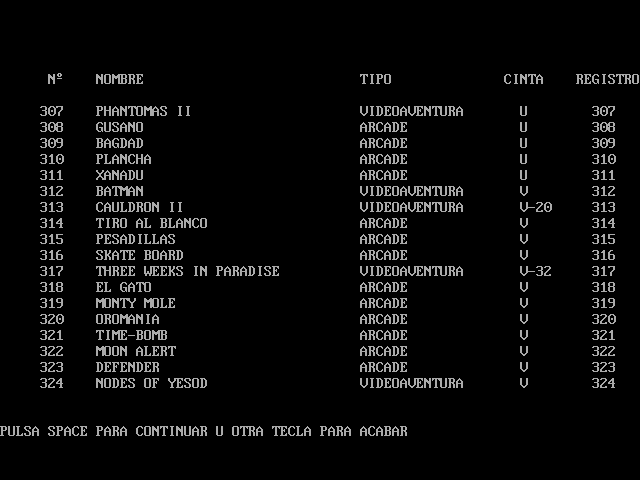 Nº NOMBRE TIPO CINTA REGISTRO
307 PHANTOMAS II VIDEOAVENTURA U 307
308 GUSANO ARCADE U 308
309 BAGDAD ARCADE U 309
310 PLANCHA ARCADE U 310
311 XANADU ARCADE U 311
312 BATMAN VIDEOAVENTURA V 312
313 CAULDRON II VIDEOAVENTURA V-20 313
314 TIRO AL BLANCO ARCADE V 314
315 PESADILLAS ARCADE V 315
316 SKATE BOARD ARCADE V 316
317 THREE WEEKS IN PARADISE VIDEOAVENTURA V-32 317
318 EL GATO ARCADE V 318
319 MONTY MOLE ARCADE V 319
320 OROMANIA ARCADE V 320
321 TIME-BOMB ARCADE V 321
322 MOON ALERT ARCADE V 322
323 DEFENDER ARCADE V 323
324 NODES OF YESOD VIDEOAVENTURA V 324
PULSA SPACE PARA CONTINUAR U OTRA TECLA PARA ACABAR